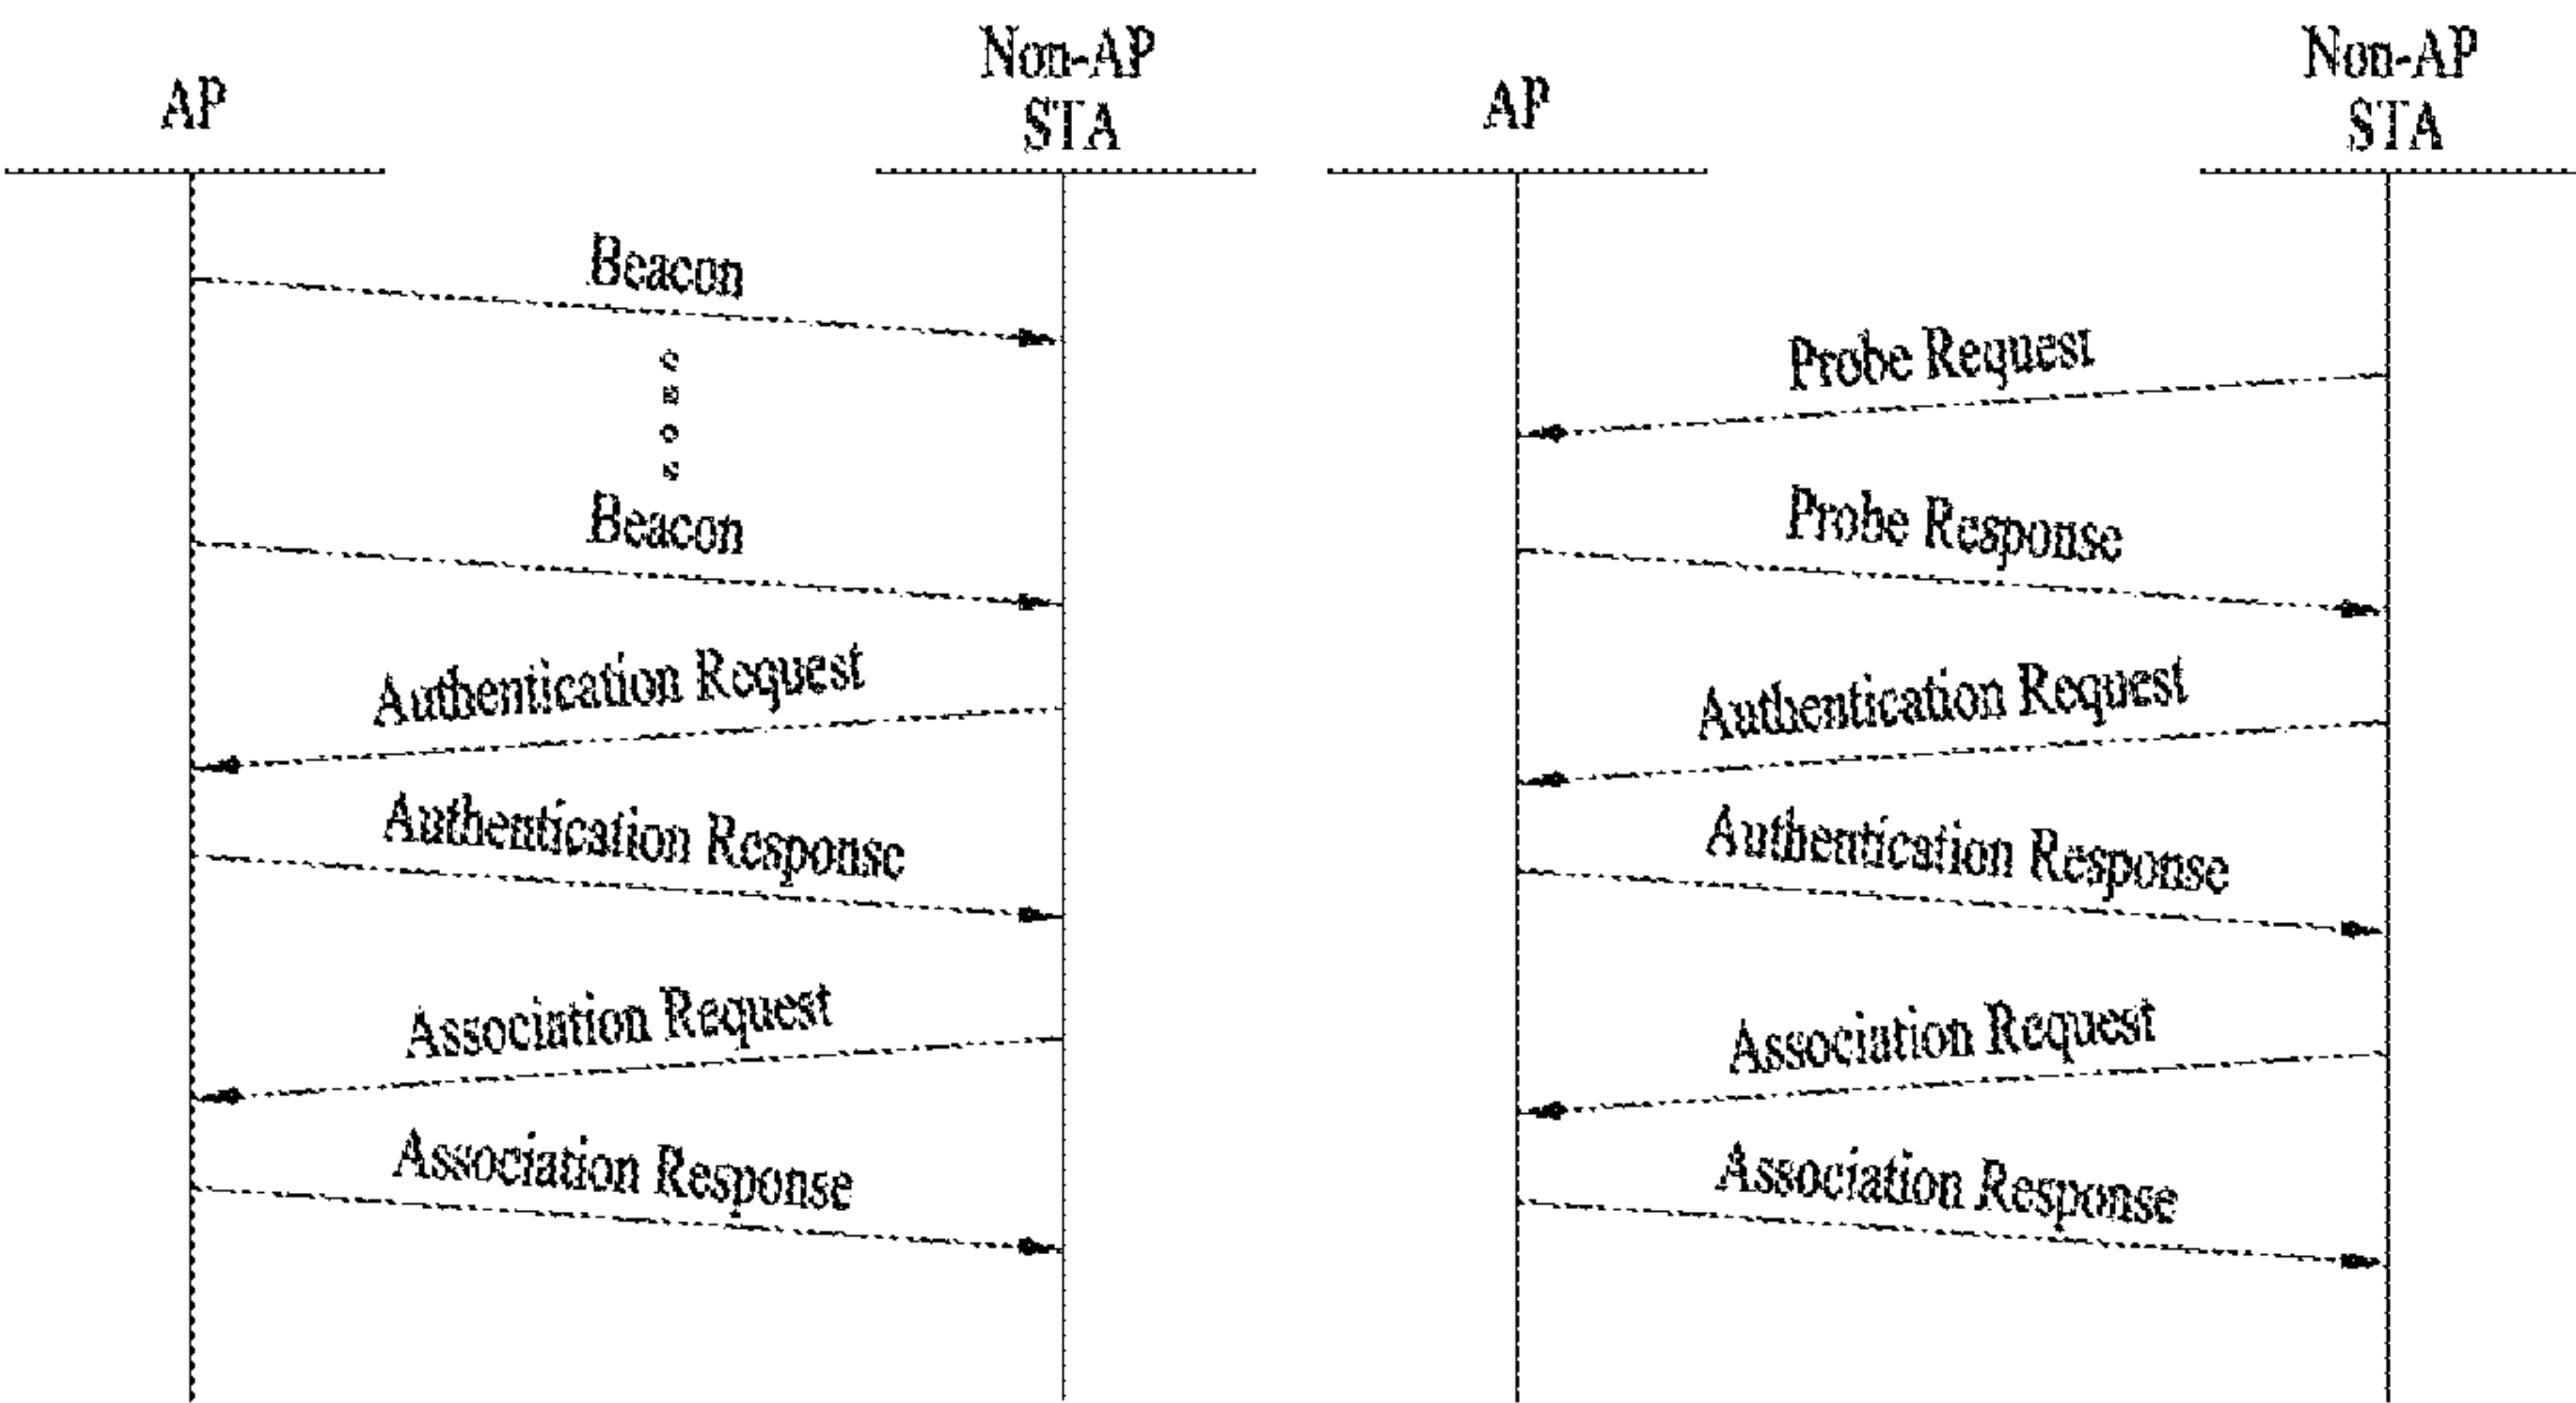 AP
Non-AP
STA
Beacon
Beacon
Authentication Request
Authentication Response
Association Request
Association Response
AP
Non-AP
STA
Probe Request
Probe Response
Authentication Request
Authentication Response
Association Request
Association Response